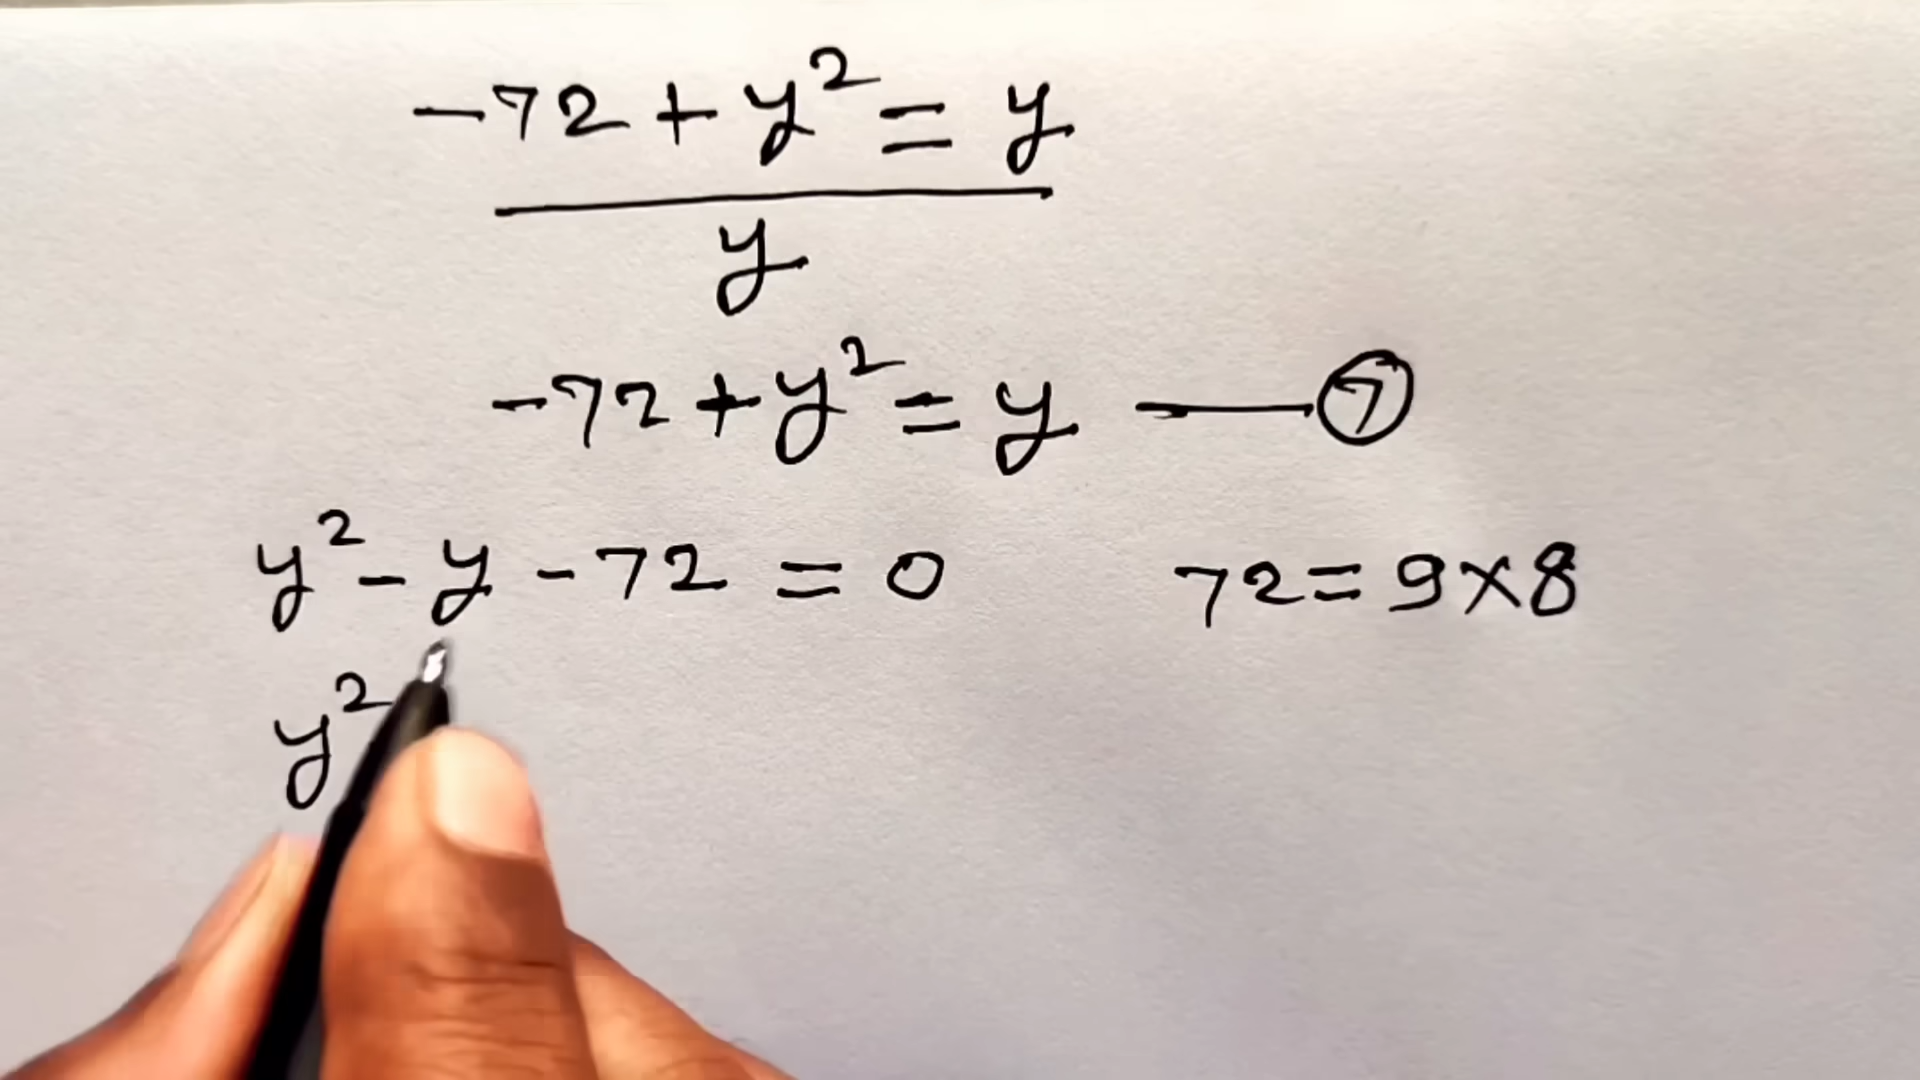 -72 + y² = y
y
-72 + y² = y — ⑦
y² - y - 72 = 0 72 = 9 × 8
y²